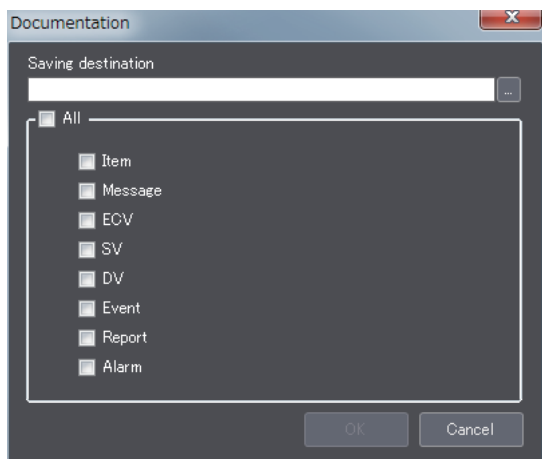 Documentation
Saving destination
...
All
Item
Message
ECV
SV
DV
Event
Report
Alarm
OK Cancel